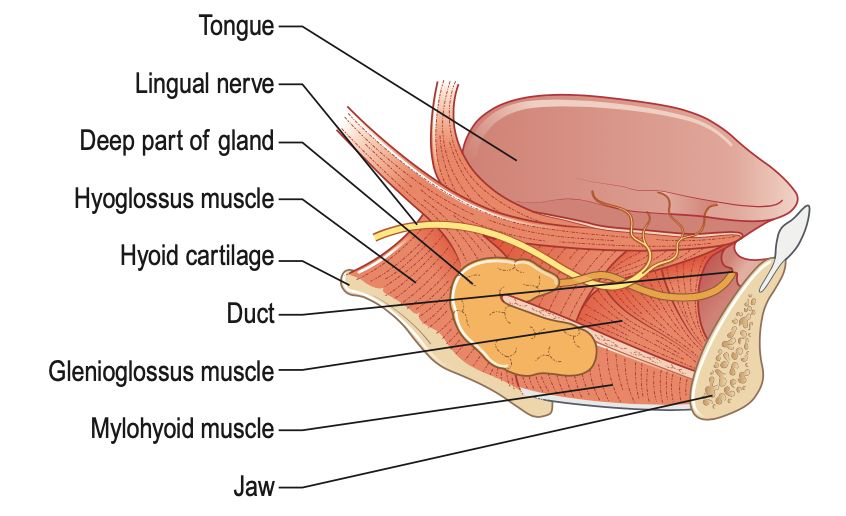 Tongue
Lingual nerve
Deep part of gland
Hyoglossus muscle
Hyoid cartilage
Duct
Glenioglossus muscle
Mylohyoid muscle
Jaw